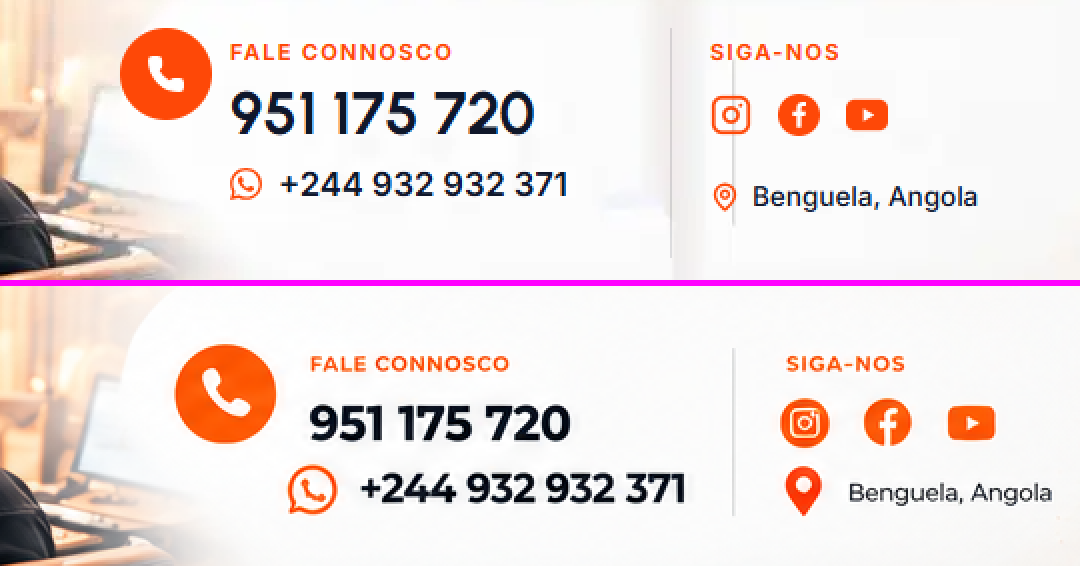 FALE CONNOSCO
951 175 720
+244 932 932 371
SIGA-NOS
Benguela, Angola
FALE CONNOSCO
951 175 720
+244 932 932 371
SIGA-NOS
Benguela, Angola